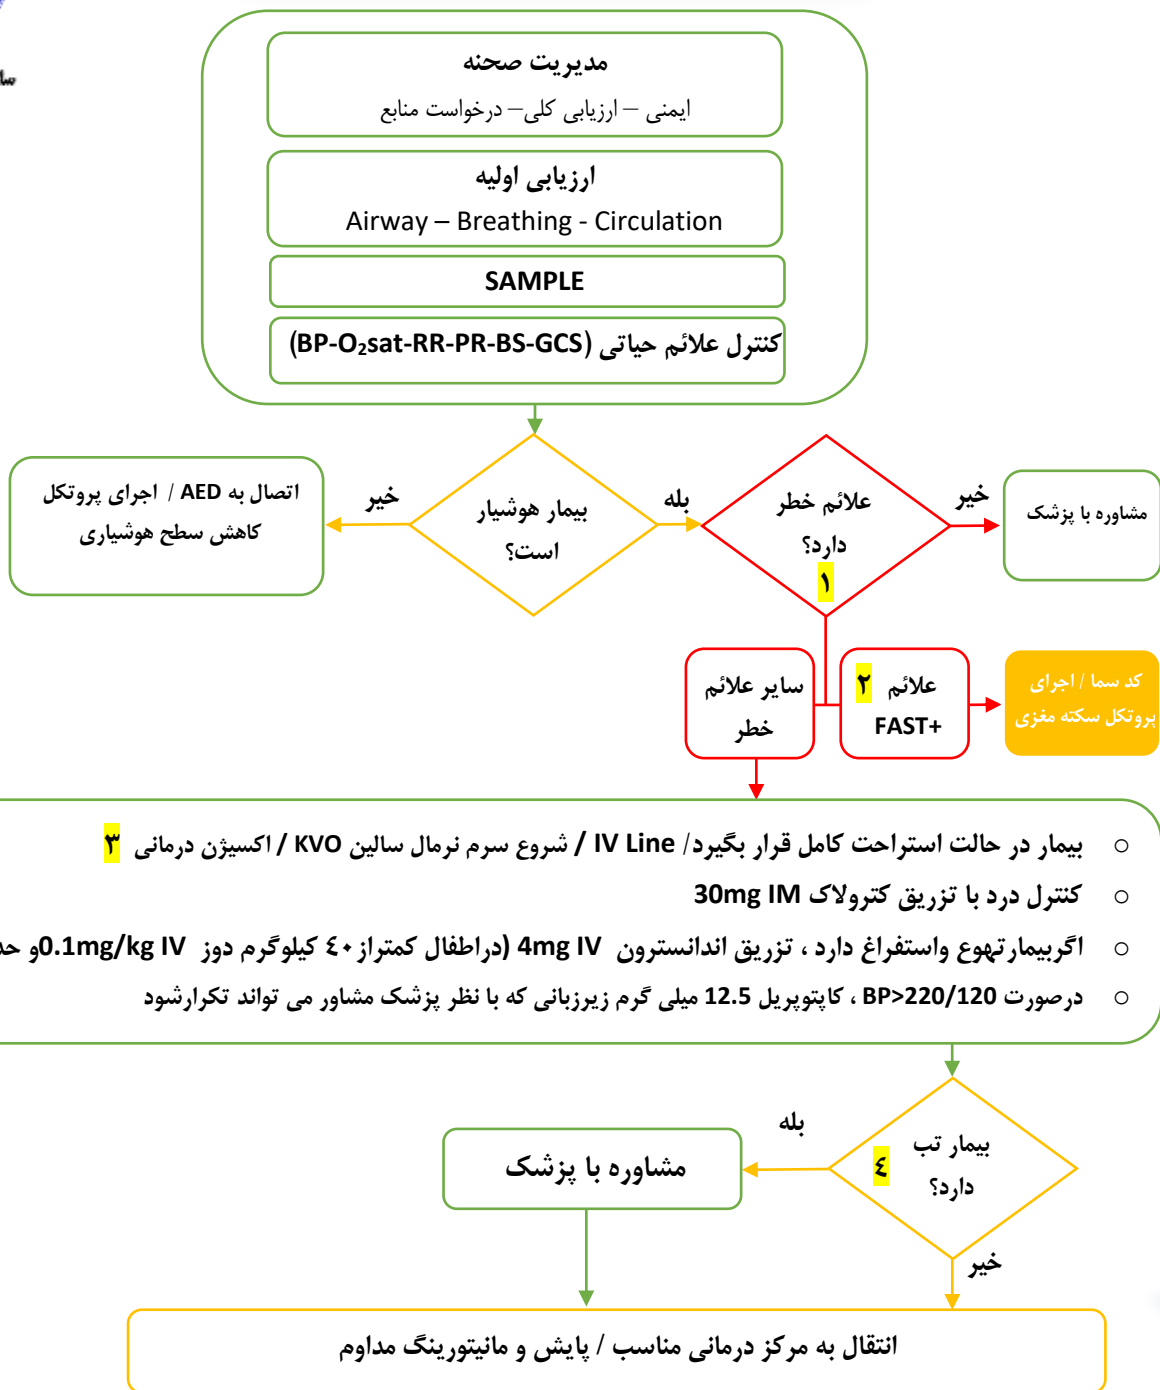 مدیریت صحنه
ایمنی – ارزیابی کلی– درخواست منابع
ارزیابی اولیه
Airway – Breathing - Circulation
SAMPLE
کنترل علائم حیاتی (BP-O₂sat-RR-PR-BS-GCS)
بیمار هوشیار
است؟
خیر
اتصال به AED / اجرای پروتکل
کاهش سطح هوشیاری
بله
علائم خطر
دارد؟
۱
خیر
مشاوره با پزشک
سایر علائم
خطر
علائم ۲
FAST+
کد سما / اجرای
پروتکل سکته مغزی
○ بیمار در حالت استراحت کامل قرار بگیرد/ IV Line / شروع سرم نرمال سالین KVO / اکسیژن درمانی ۳
○ کنترل درد با تزریق کترولاک 30mg IM
○ اگربیمارتهوع واستفراغ دارد ، تزریق اندانسترون 4mg IV (دراطفال کمتراز ٤۰ کیلوگرم دوز 0.1mg/kg IVو
○ درصورت BP>220/120 ، کاپتوپریل 12.5 میلی گرم زیرزبانی که با نظر پزشک مشاور می تواند تکرارشود
بیمار تب
دارد؟
٤
بله
مشاوره با پزشک
خیر
انتقال به مرکز درمانی مناسب / پایش و مانیتورینگ مداوم